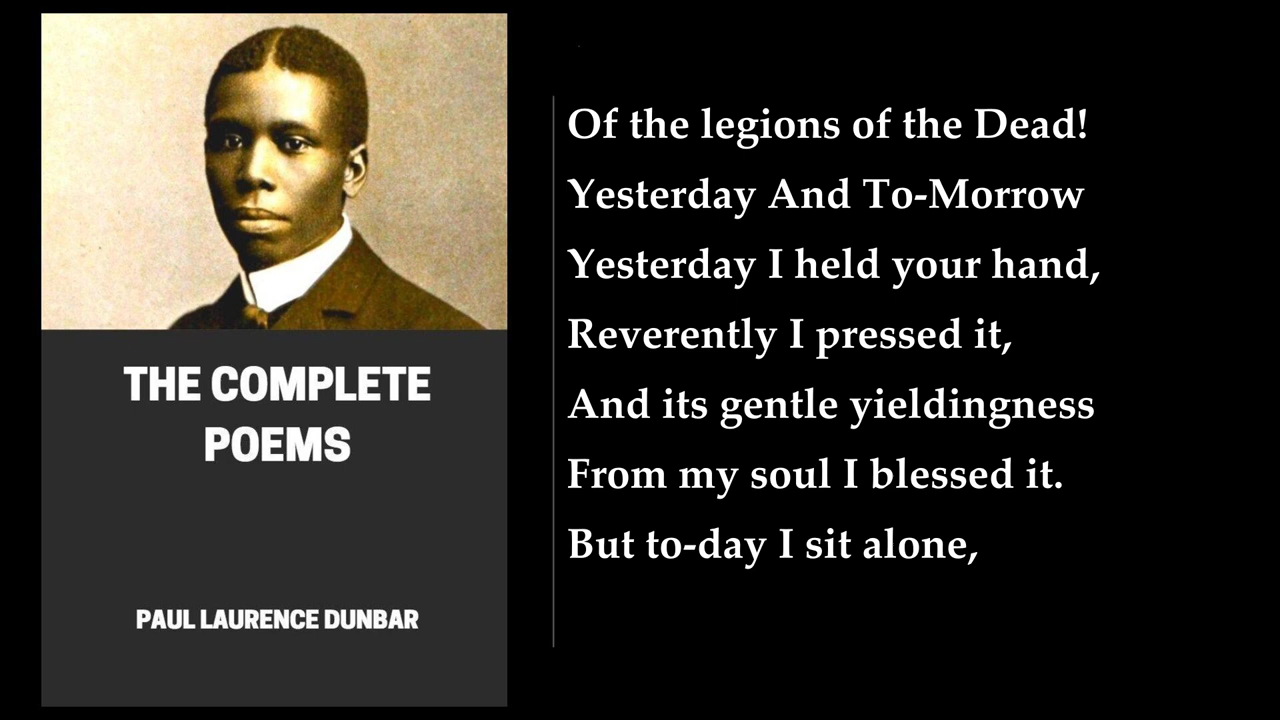 THE COMPLETE
POEMS
PAUL LAURENCE DUNBAR
Of the legions of the Dead!
Yesterday And To-Morrow
Yesterday I held your hand,
Reverently I pressed it,
And its gentle yieldingness
From my soul I blessed it.
But to-day I sit alone,